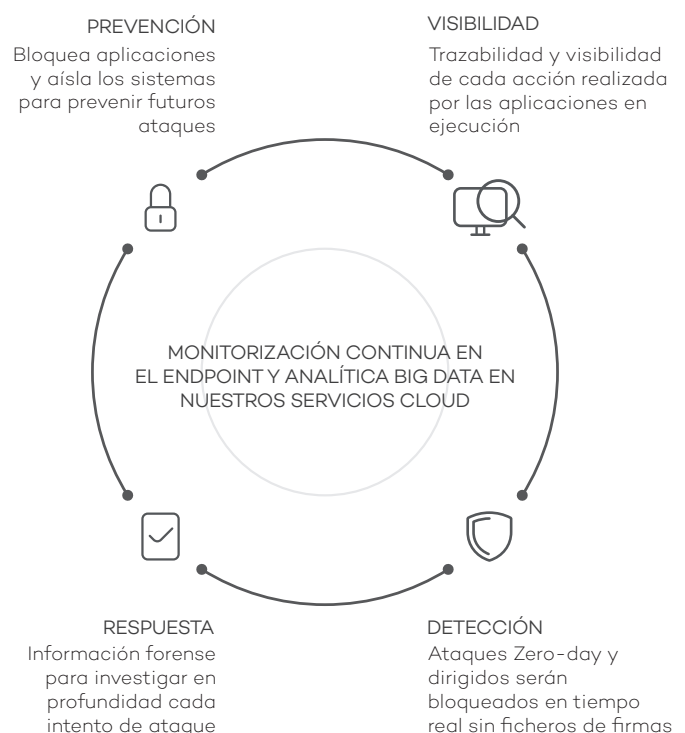 PREVENCIÓN
Bloquea aplicaciones
y aísla los sistemas
para prevenir futuros
ataques
VISIBILIDAD
Trazabilidad y visibilidad
de cada acción realizada
por las aplicaciones en
ejecución
MONITORIZACIÓN CONTINUA EN
EL ENDPOINT Y ANALÍTICA BIG DATA EN
NUESTROS SERVICIOS CLOUD
RESPUESTA
Información forense
para investigar en
profundidad cada
intento de ataque
DETECCIÓN
Ataques Zero-day y
dirigidos serán
bloqueados en tiempo
real sin ficheros de firmas